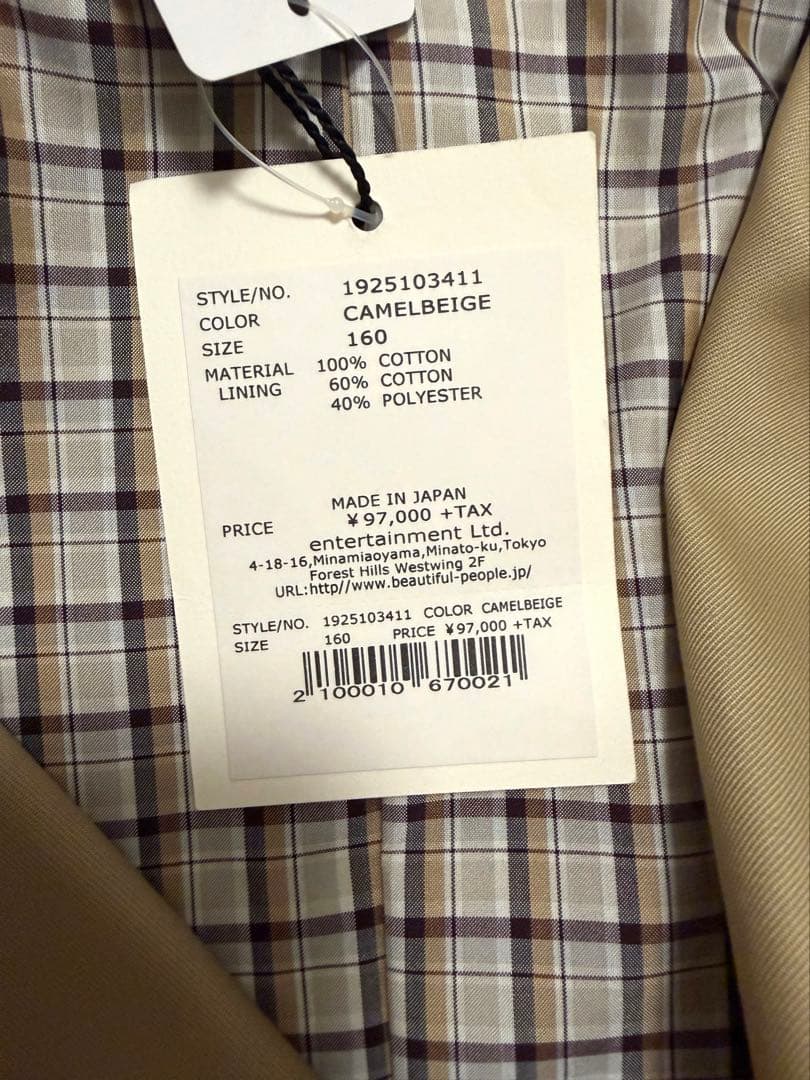 STYLE/NO. 1925103411
COLOR CAMELBEIGE
SIZE 160
MATERIAL 100% COTTON
LINING 60% COTTON
40% POLYESTER
MADE IN JAPAN
PRICE ¥97,000 +TAX
entertainment Ltd.
4-18-16,Minamiaoyama,Minato-ku,Tokyo
Forest Hills Westwing 2F
URL:http//www.beautiful-people.jp/
STYLE/NO. 1925103411 COLOR CAMELBEIGE
SIZE 160 PRICE ¥97,000 +TAX
2 100010 670021